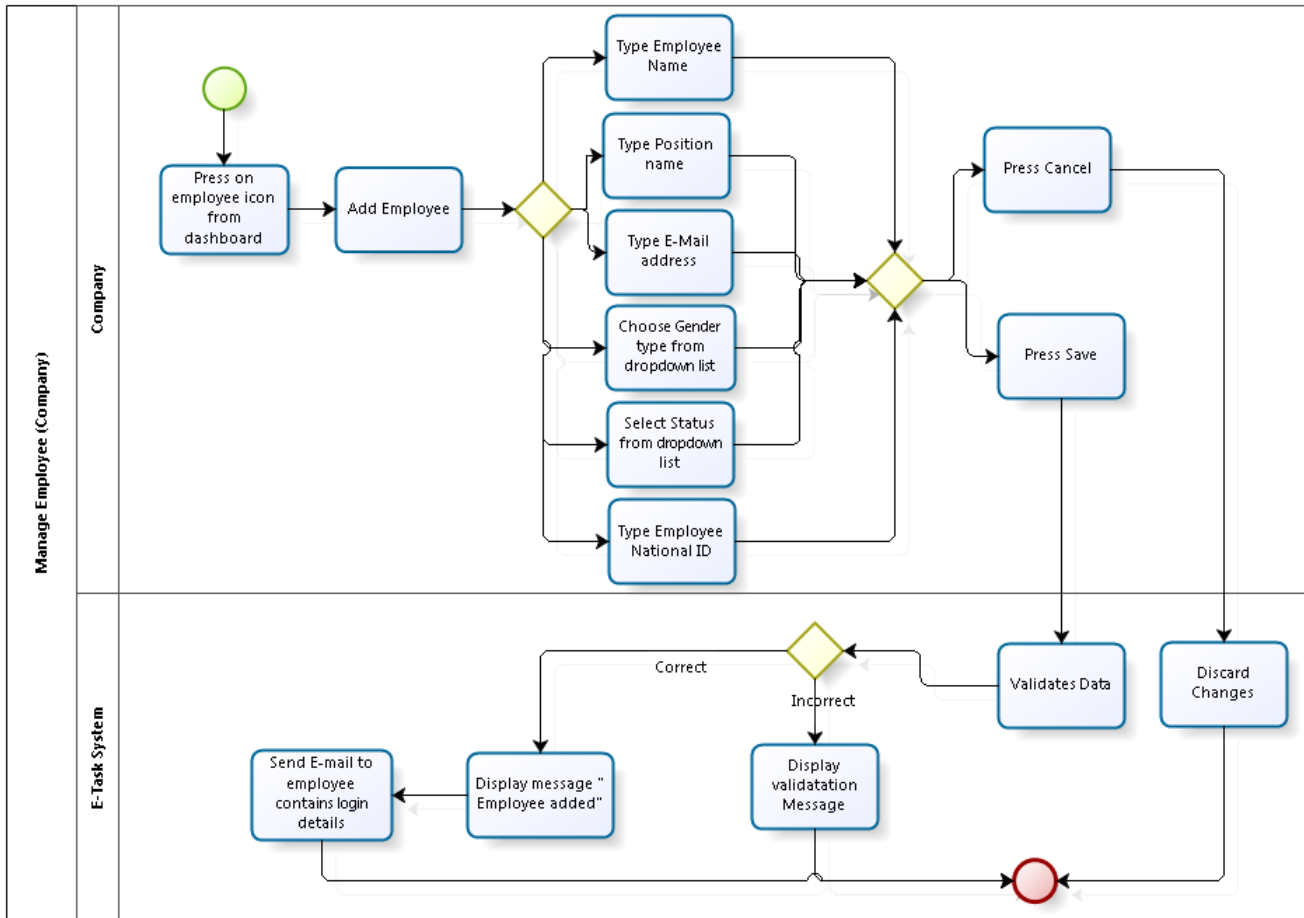 Manage Employee (Company)
Company
Press on
employee icon
from
dashboard
Add Employee
Type Employee
Name
Type Position
name
Type E-Mail
address
Choose Gender
type from
dropdown list
Select Status
from dropdown
list
Type Employee
National ID
Press Cancel
Press Save
E-Task System
Validates Data
Discard
Changes
Correct
Incorrect
Display
validatation
Message
Display message "
Employee added"
Send E-mail to
employee
contains login
details